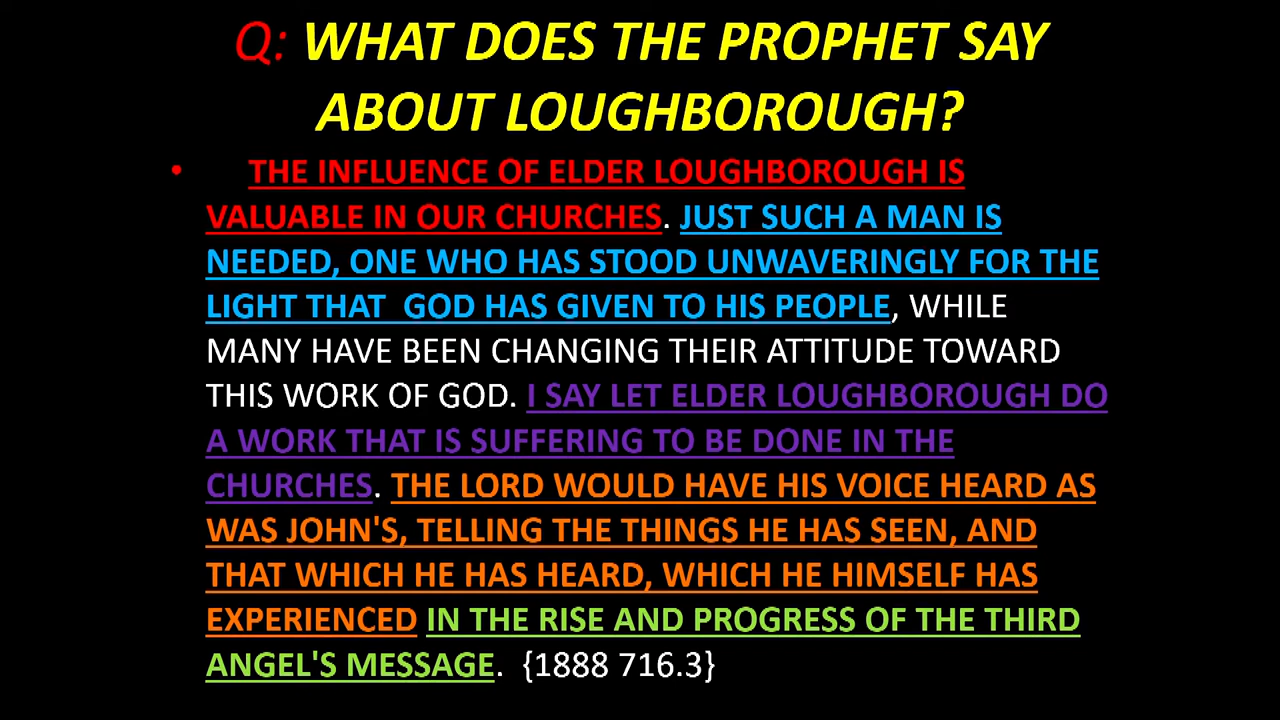 Q: WHAT DOES THE PROPHET SAY
ABOUT LOUGHBOROUGH?
• THE INFLUENCE OF ELDER LOUGHBOROUGH IS
VALUABLE IN OUR CHURCHES. JUST SUCH A MAN IS
NEEDED, ONE WHO HAS STOOD UNWAVERINGLY FOR THE
LIGHT THAT GOD HAS GIVEN TO HIS PEOPLE, WHILE
MANY HAVE BEEN CHANGING THEIR ATTITUDE TOWARD
THIS WORK OF GOD. I SAY LET ELDER LOUGHBOROUGH DO
A WORK THAT IS SUFFERING TO BE DONE IN THE
CHURCHES. THE LORD WOULD HAVE HIS VOICE HEARD AS
WAS JOHN'S, TELLING THE THINGS HE HAS SEEN, AND
THAT WHICH HE HAS HEARD, WHICH HE HIMSELF HAS
EXPERIENCED IN THE RISE AND PROGRESS OF THE THIRD
ANGEL'S MESSAGE. {1888 716.3}